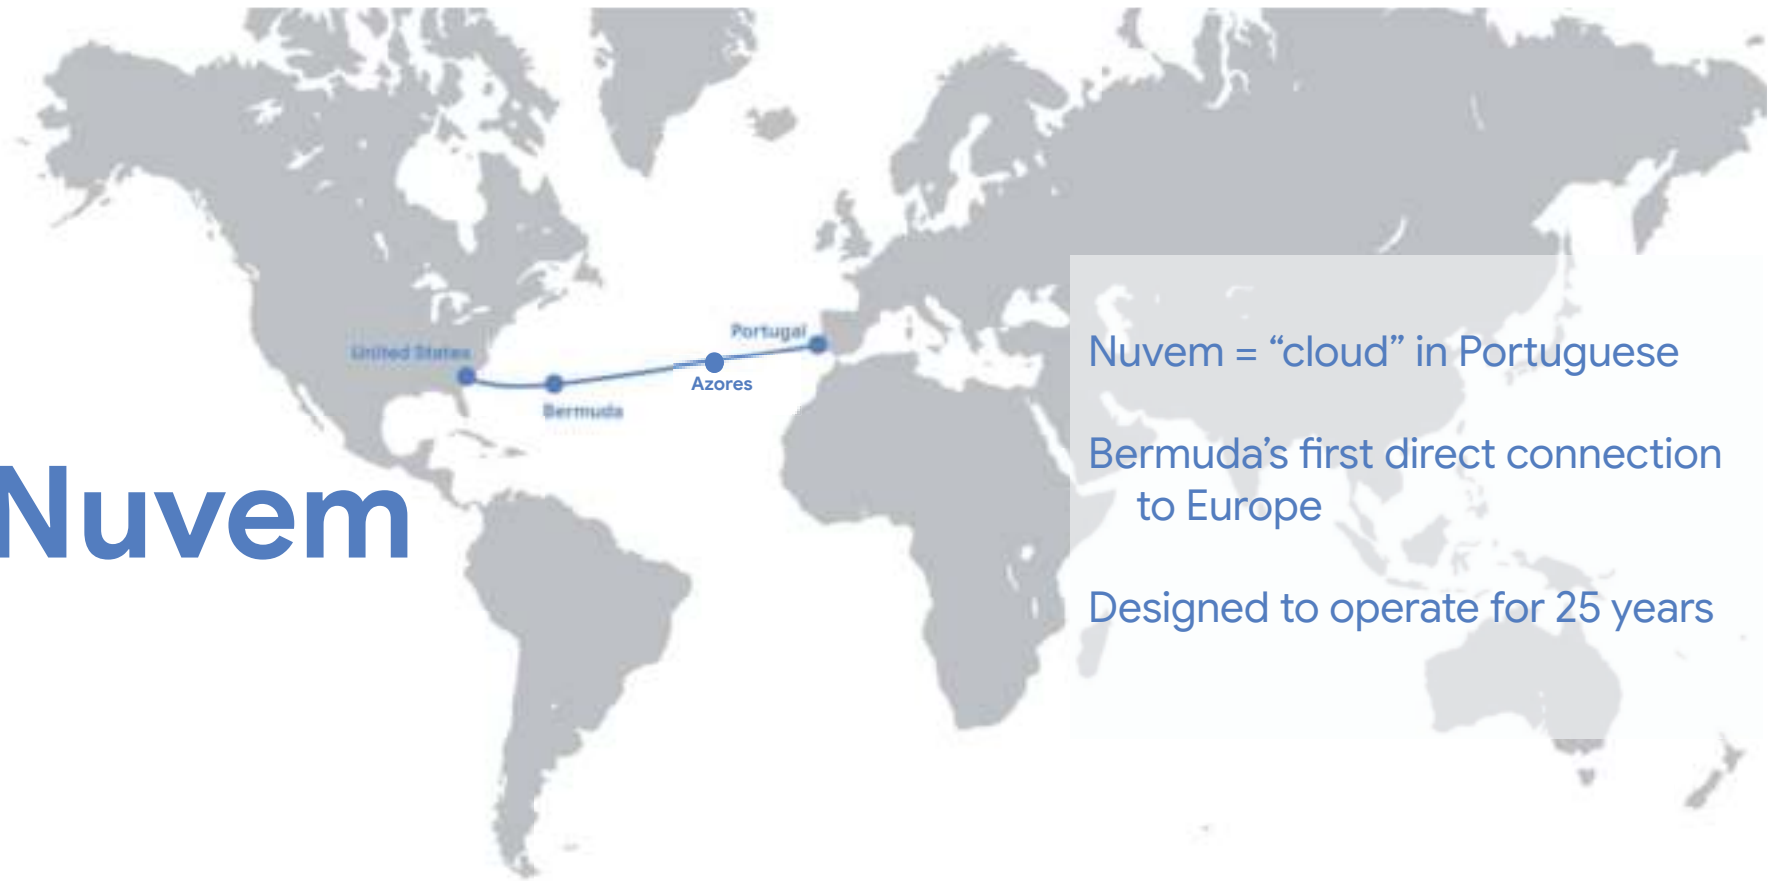 Portugal
United States
Azores
Bermuda
Nuvem
Nuvem = “cloud” in Portuguese
Bermuda’s first direct connection
to Europe
Designed to operate for 25 years